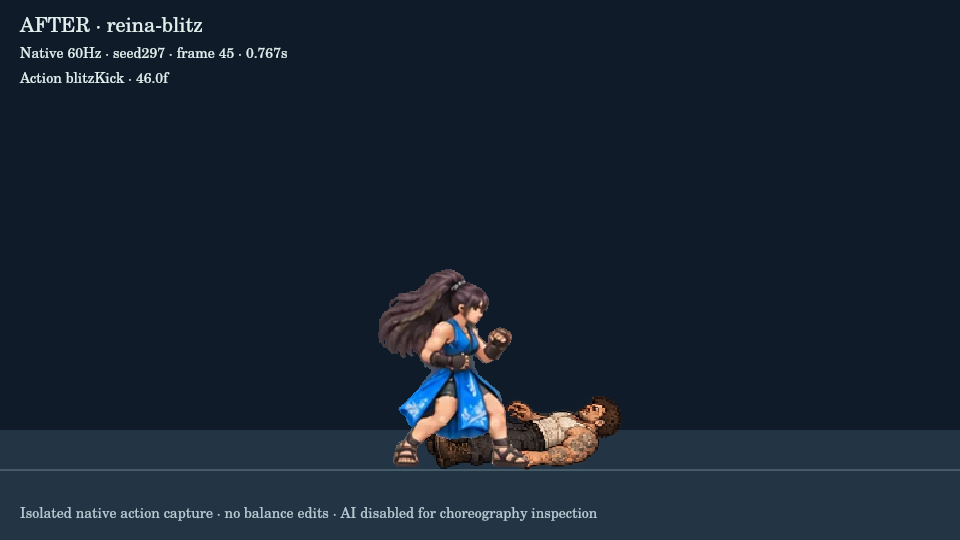 AFTER · reina-blitz
Native 60Hz · seed297 · frame 45 · 0.767s
Action blitzKick · 46.0f
Isolated native action capture · no balance edits · AI disabled for choreography inspection